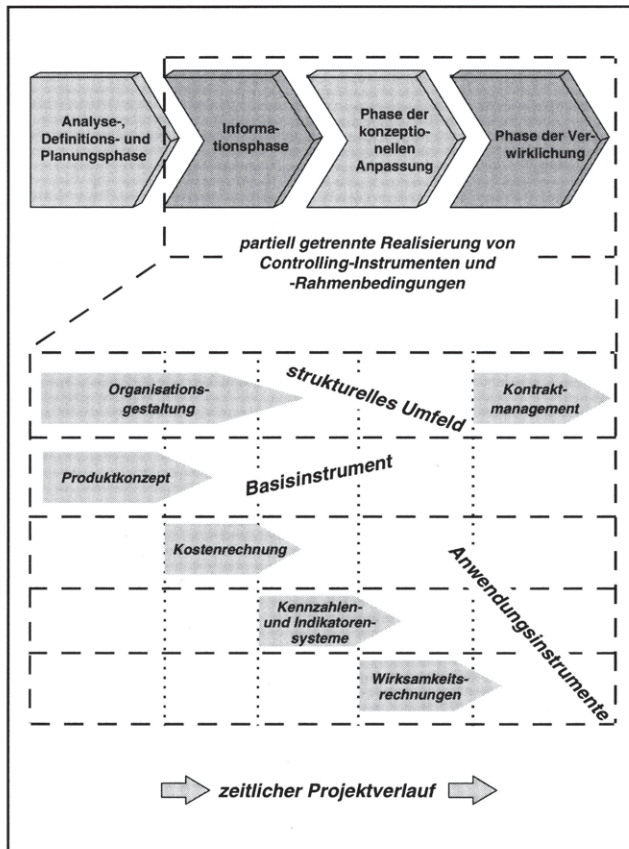 Analyse-,
Definitions- und
Planungsphase
Informa-
tionsphase
Phase der
konzeptio-
nellen
Anpassung
Phase der Ver-
wirklichung
partiell getrennte Realisierung von
Controlling-Instrumenten und
-Rahmenbedingungen
Organisations-
gestaltung
strukturelles Umfeld
Kontrakt-
management
Produktkonzept
Basisinstrument
Kostenrechnung
Anwendungsinstrumente
Kennzahlen-
und Indikatoren-
systeme
Wirksamkeits-
rechnungen
zeitlicher Projektverlauf